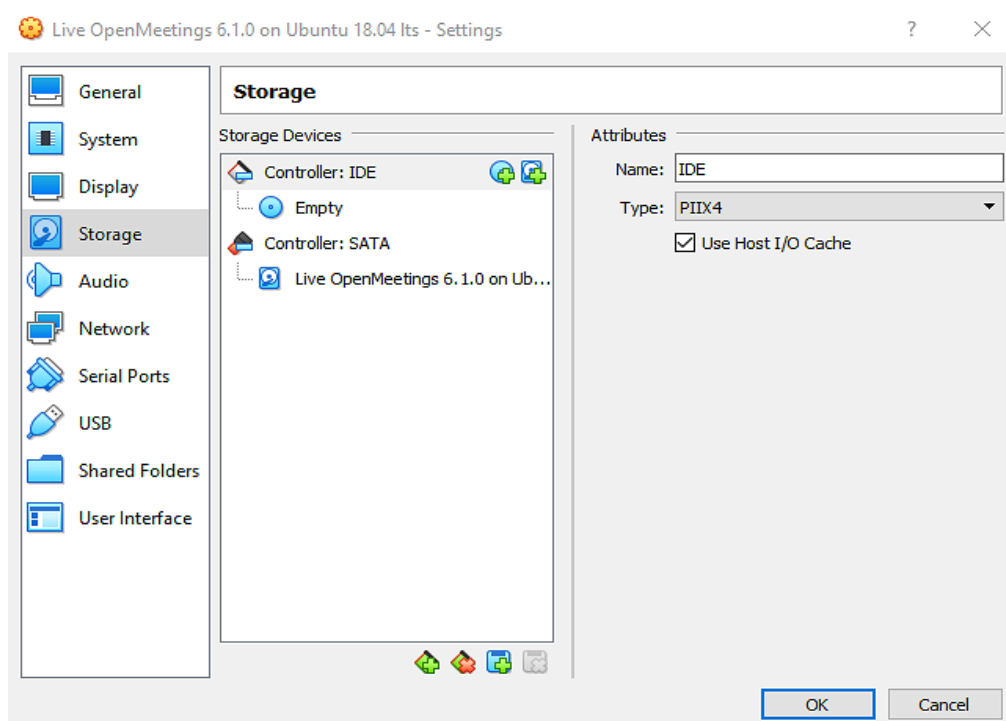 Live OpenMeetings 6.1.0 on Ubuntu 18.04 lts - Settings
?
General
System
Display
Storage
Audio
Network
Serial Ports
USB
Shared Folders
User Interface
Storage
Storage Devices
Controller: IDE
Empty
Controller: SATA
Live OpenMeetings 6.1.0 on Ub...
Attributes
Name: IDE
Type: PIIX4
Use Host I/O Cache
OK
Cancel